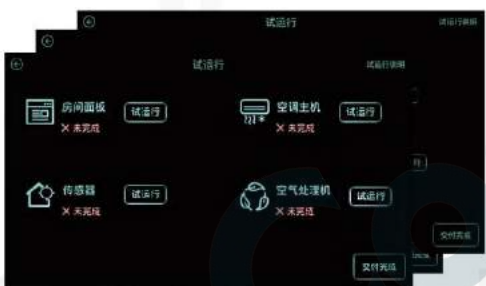 试运行 试运行说明
试运行 试运行说明
房间面板 试运行
× 未完成
空调主机 试运行
× 未完成
传感器 试运行
× 未完成
空气处理机 试运行
× 未完成
交付完成
交付完成